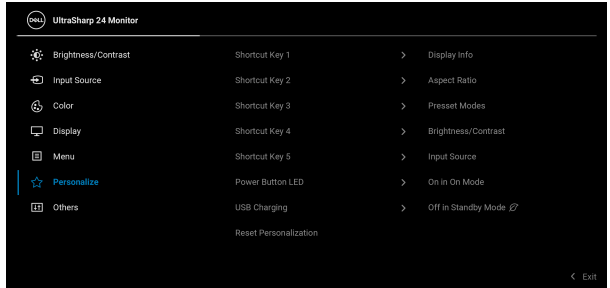 DELL UltraSharp 24 Monitor
Brightness/Contrast Shortcut Key 1 Display Info
Input Source Shortcut Key 2 Aspect Ratio
Color Shortcut Key 3 Presset Modes
Display Shortcut Key 4 Brightness/Contrast
Menu Shortcut Key 5 Input Source
Personalize Power Button LED On in On Mode
Others USB Charging Off in Standby Mode
Reset Personalization
Exit